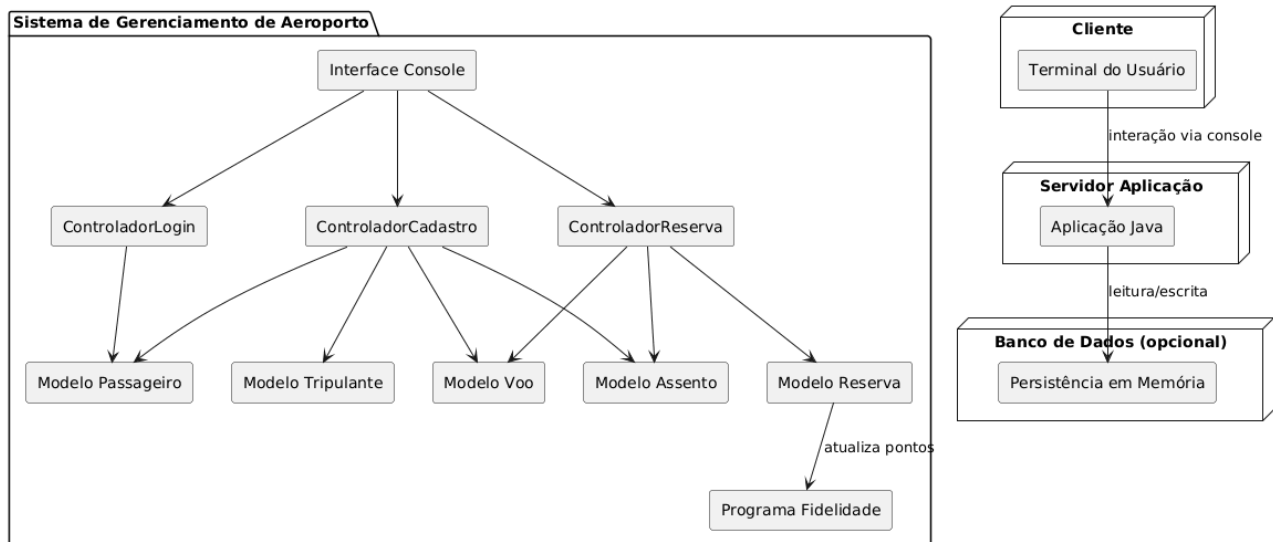 Sistema de Gerenciamento de Aeroporto
Interface Console
ControladorLogin
ControladorCadastro
ControladorReserva
Modelo Passageiro
Modelo Tripulante
Modelo Voo
Modelo Assento
Modelo Reserva
atualiza pontos
Programa Fidelidade
Cliente
Terminal do Usuário
interação via console
Servidor Aplicação
Aplicação Java
leitura/escrita
Banco de Dados (opcional)
Persistência em Memória